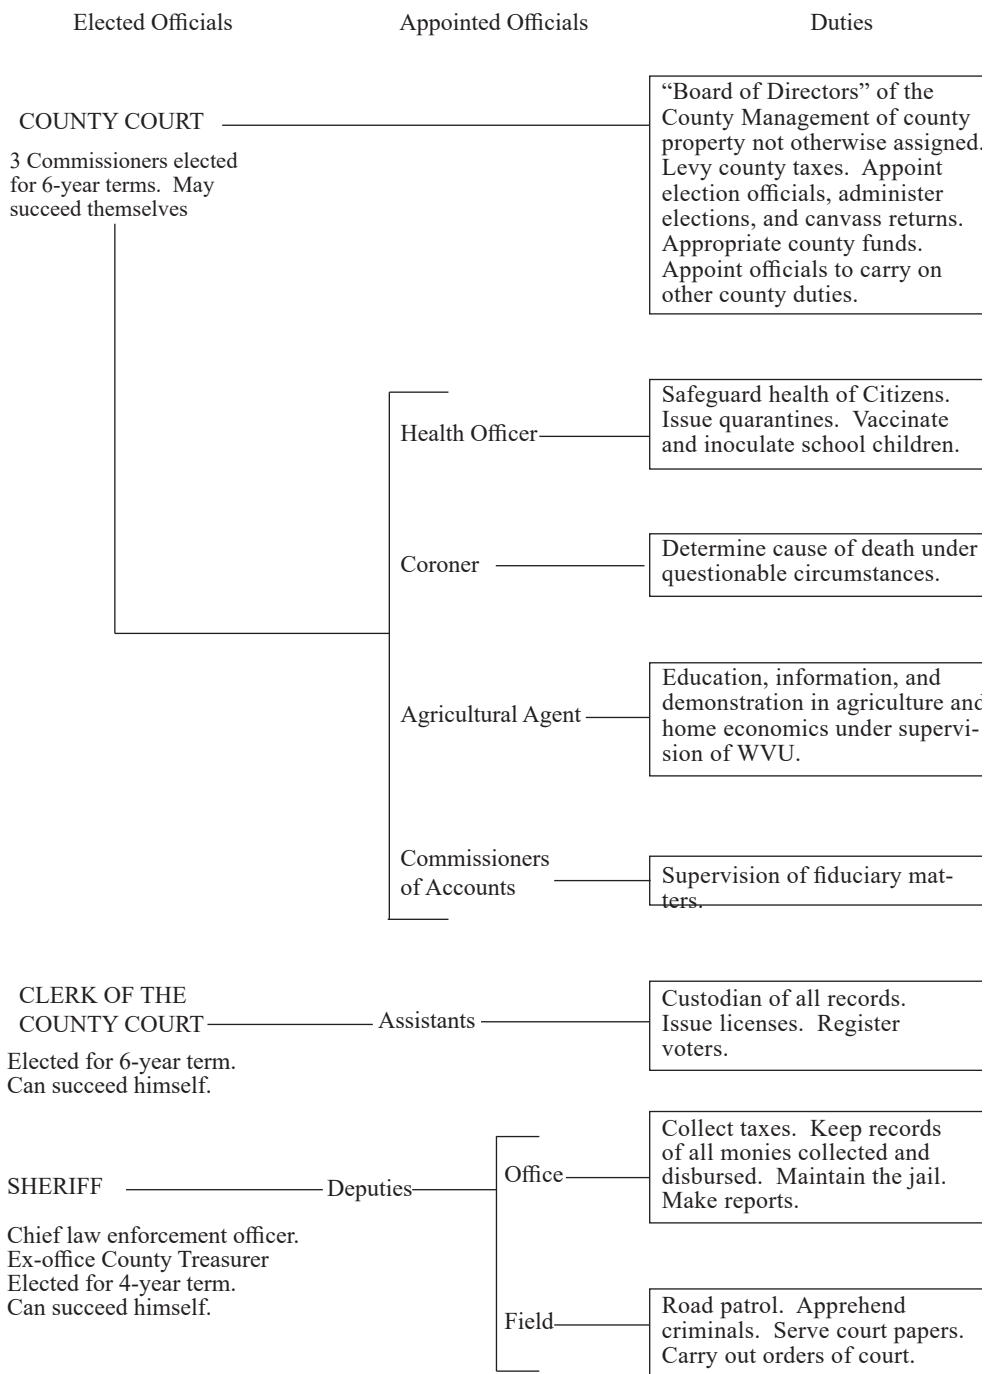 Elected Officials Appointed Officials Duties
COUNTY COURT
3 Commissioners elected
for 6-year terms.  May
succeed themselves
“Board of Directors” of the
County Management of county
property not otherwise assigned.
Levy county taxes.  Appoint
election officials, administer
elections, and canvass returns.
Appropriate county funds.
Appoint officials to carry on
other county duties.
Health Officer
Safeguard health of Citizens.
Issue quarantines.  Vaccinate
and inoculate school children.
Coroner
Determine cause of death under
questionable circumstances.
Agricultural Agent
Education, information, and
demonstration in agriculture and
home economics under supervi-
sion of WVU.
Commissioners
of Accounts
Supervision of fiduciary mat-
ters.
CLERK OF THE
COUNTY COURT
Elected for 6-year term.
Can succeed himself.
Assistants
Custodian of all records.
Issue licenses.  Register
voters.
SHERIFF
Chief law enforcement officer.
Ex-office County Treasurer
Elected for 4-year term.
Can succeed himself.
Deputies
Office
Collect taxes.  Keep records
of all monies collected and
disbursed.  Maintain the jail.
Make reports.
Field
Road patrol.  Apprehend
criminals.  Serve court papers.
Carry out orders of court.